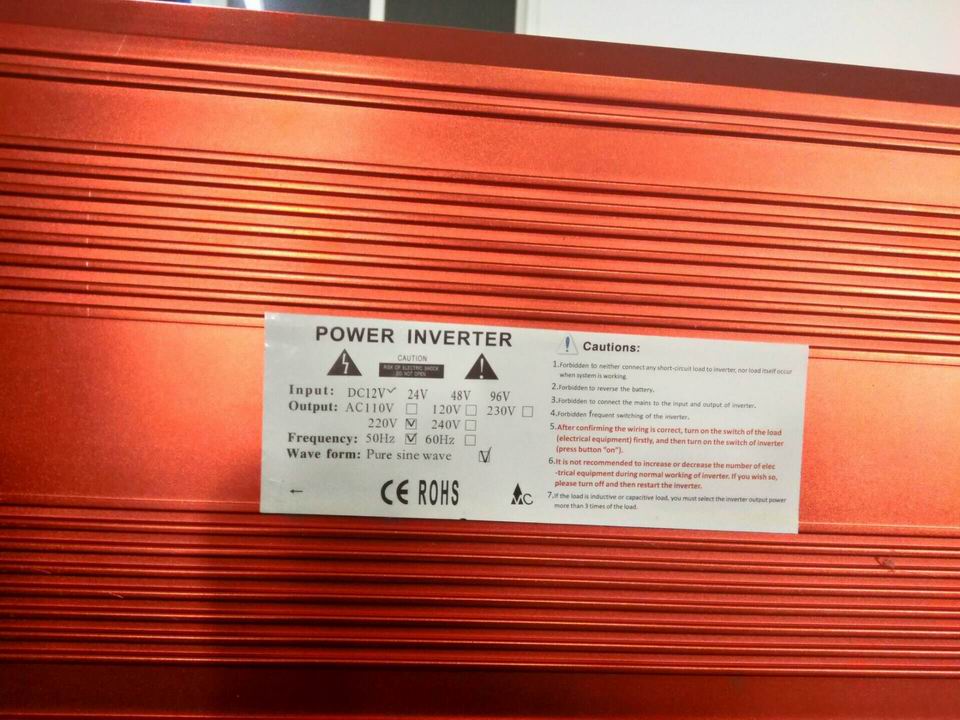 POWER INVERTER
CAUTION
RISK OF ELECTRIC SHOCK
DO NOT OPEN
Input: DC12V✓ 24V 48V 96V
Output: AC110V ☐ 120V ☐ 230V ☐
220V ☑ 240V ☐
Frequency: 50Hz ☑ 60Hz ☐
Wave form: Pure sine wave ☑
← CE ROHS MC
Cautions:
1.Forbidden to neither connect any short-circuit load to inverter, nor load itself occur
when system is working.
2.Forbidden to reverse the battery.
3.Forbidden to connect the mains to the input and output of inverter.
4.Forbidden frequent switching of the inverter.
5.After confirming the wiring is correct, turn on the switch of the load
(electrical equipment) firstly, and then turn on the switch of inverter
(press button "on").
6.It is not recommended to increase or decrease the number of elec
-trical equipment during normal working of inverter. If you wish so,
please turn off and then restart the inverter.
7.If the load is inductive or capacitive load, you must select the inverter output power
more than 3 times of the load.